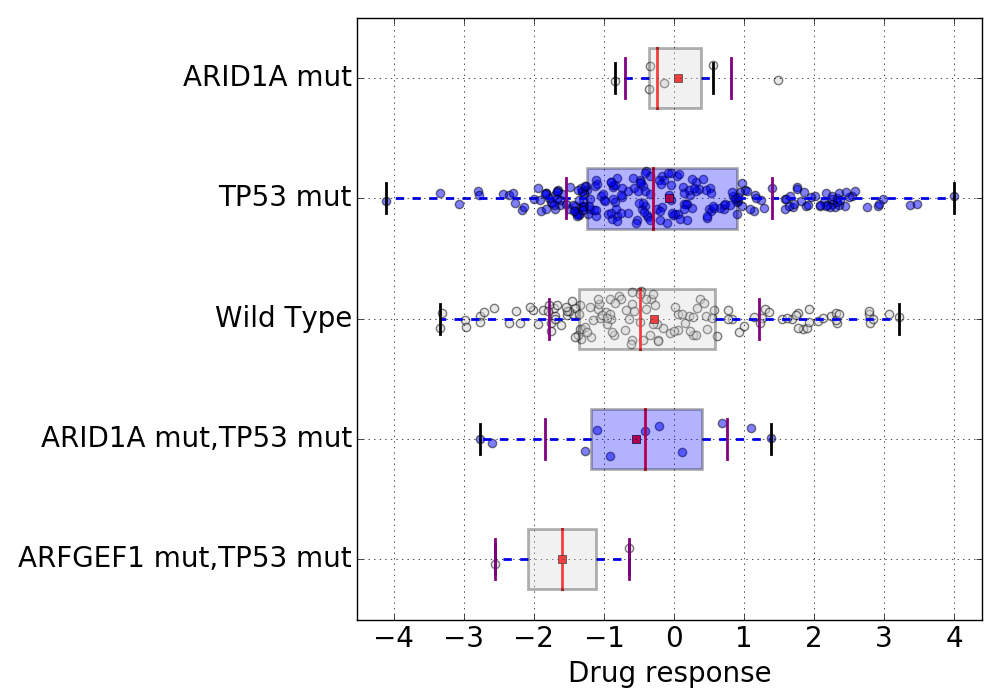 ARID1A mut
TP53 mut
Wild Type
ARID1A mut,TP53 mut
ARFGEF1 mut,TP53 mut
−4 −3 −2 −1 0 1 2 3 4
Drug response